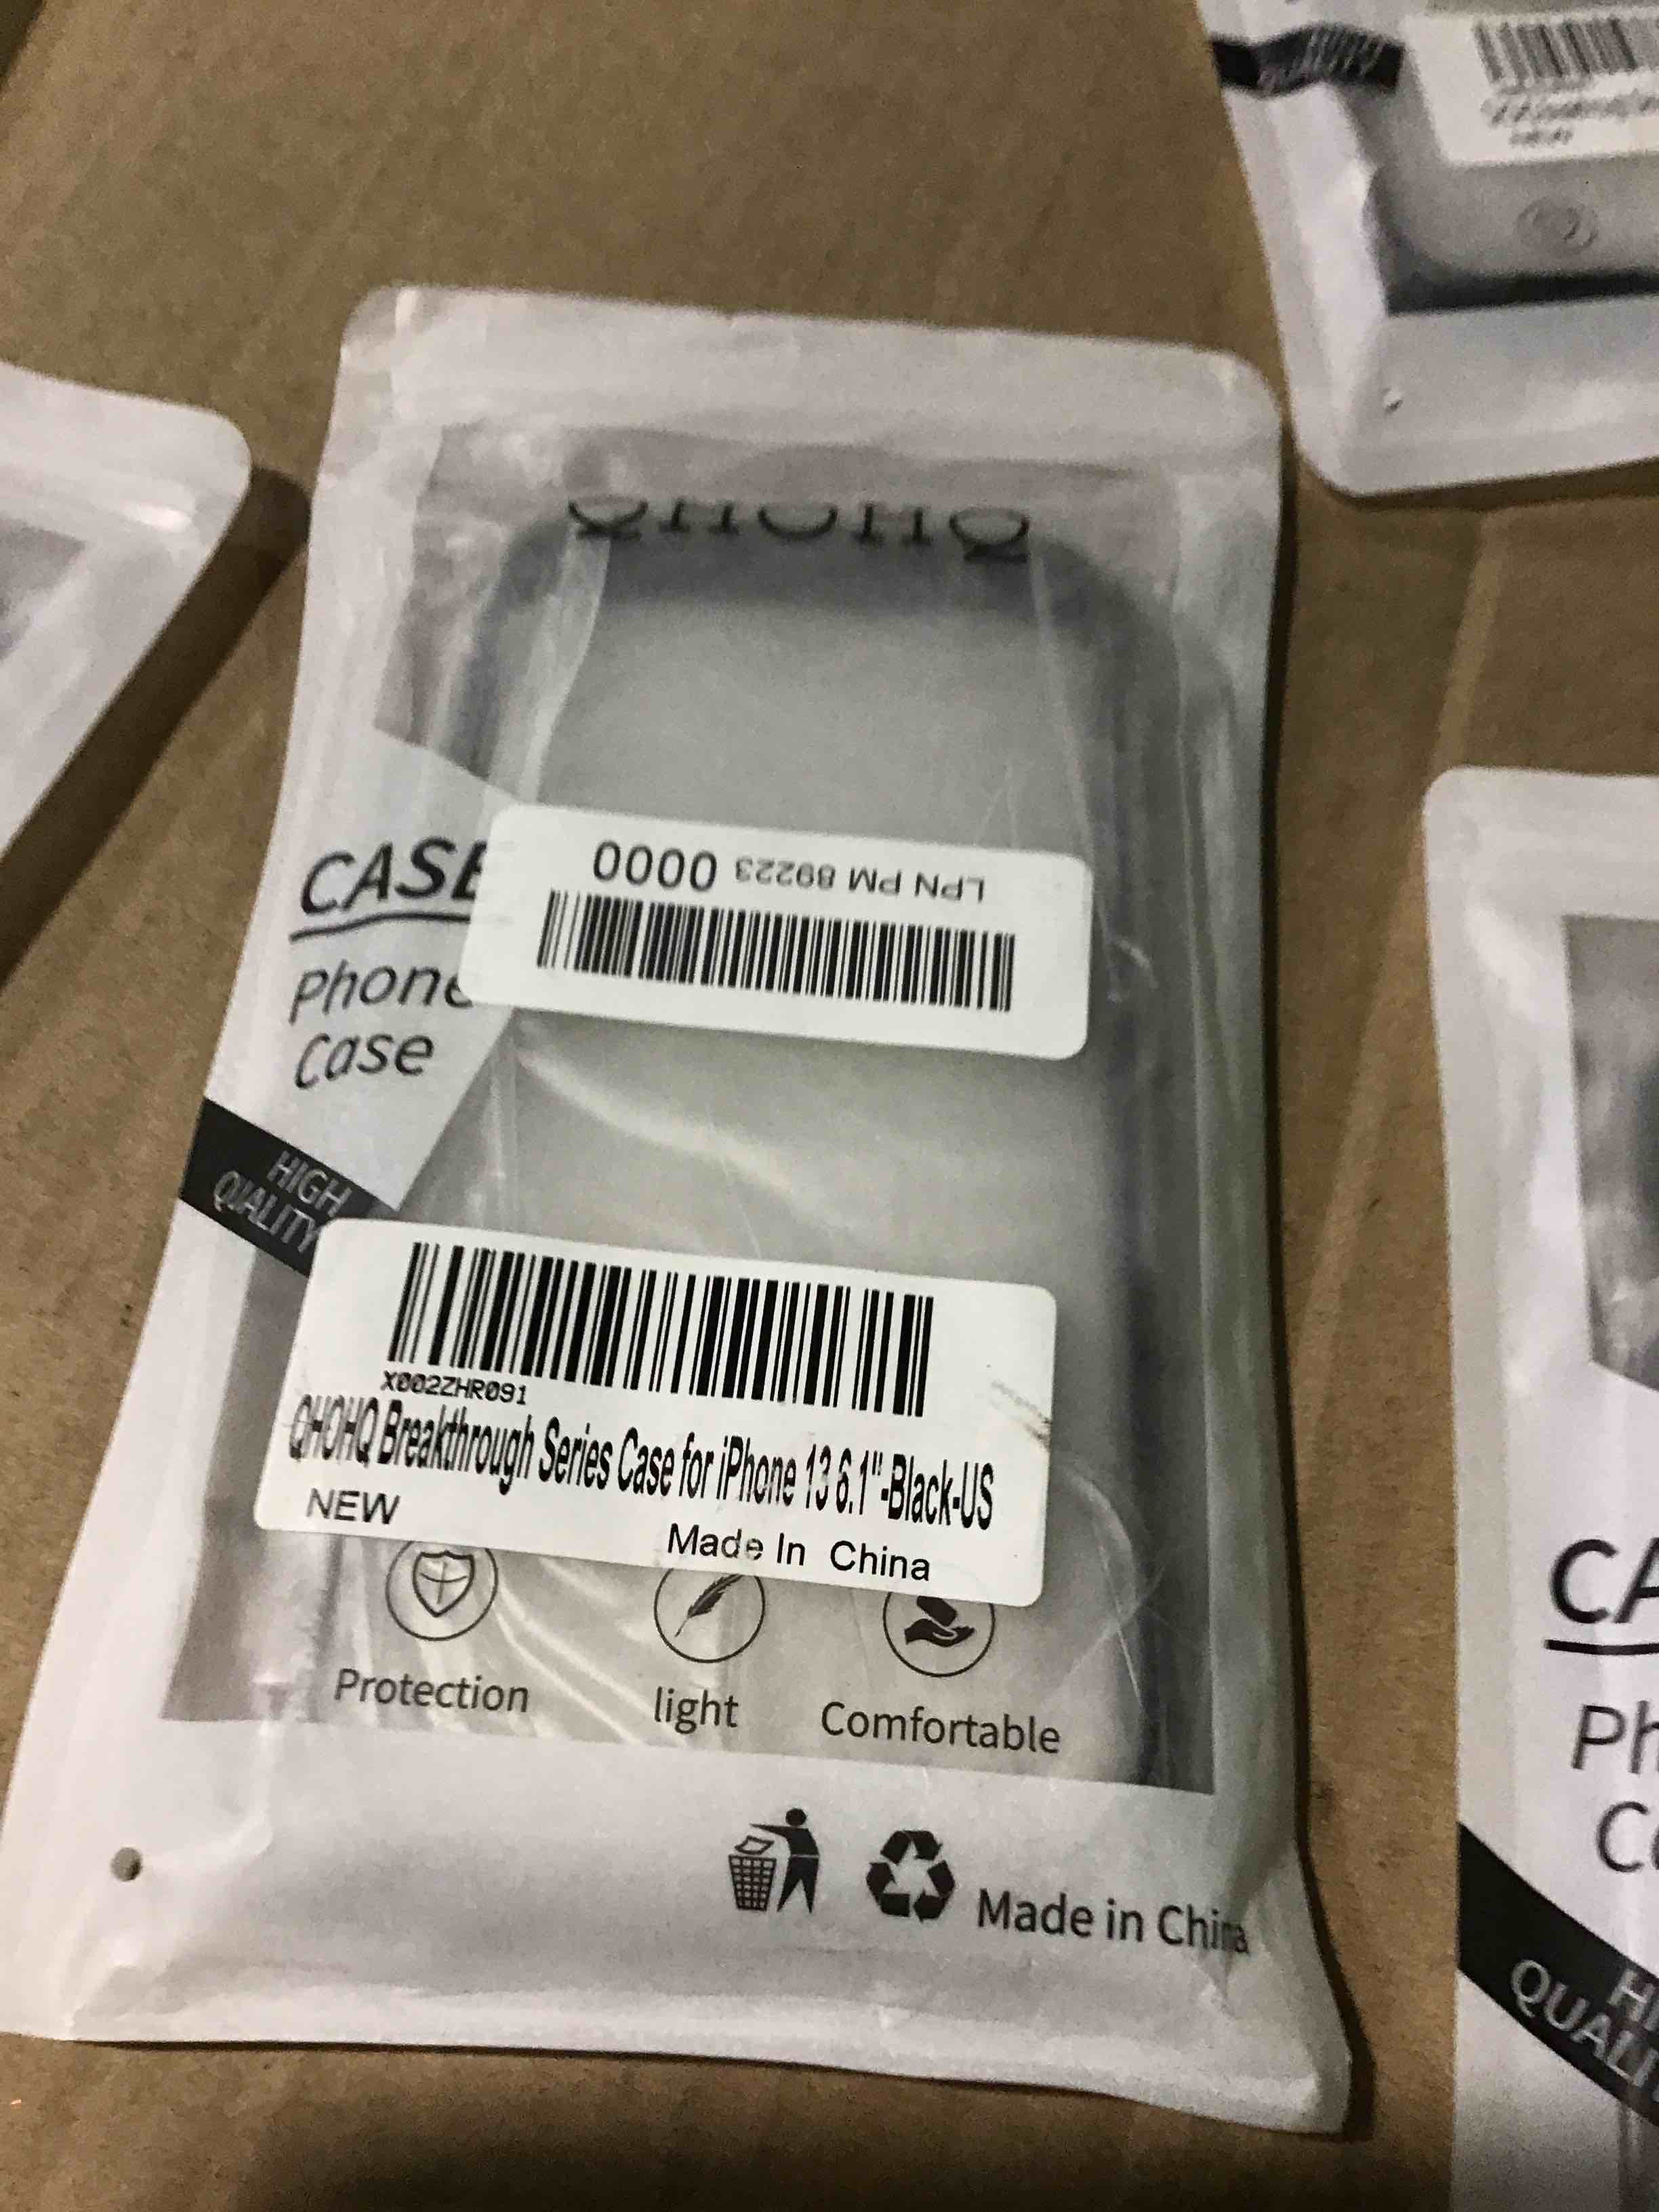 QHOHQ
CASE
Phone
Case
LPN PM 89223 0000
HIGH
QUALITY
X002ZHR091
QHOHQ Breakthrough Series Case for iPhone 13 6.1"-Black-US
NEW
Made In China
Protection
light
Comfortable
Made in China
QUALITY